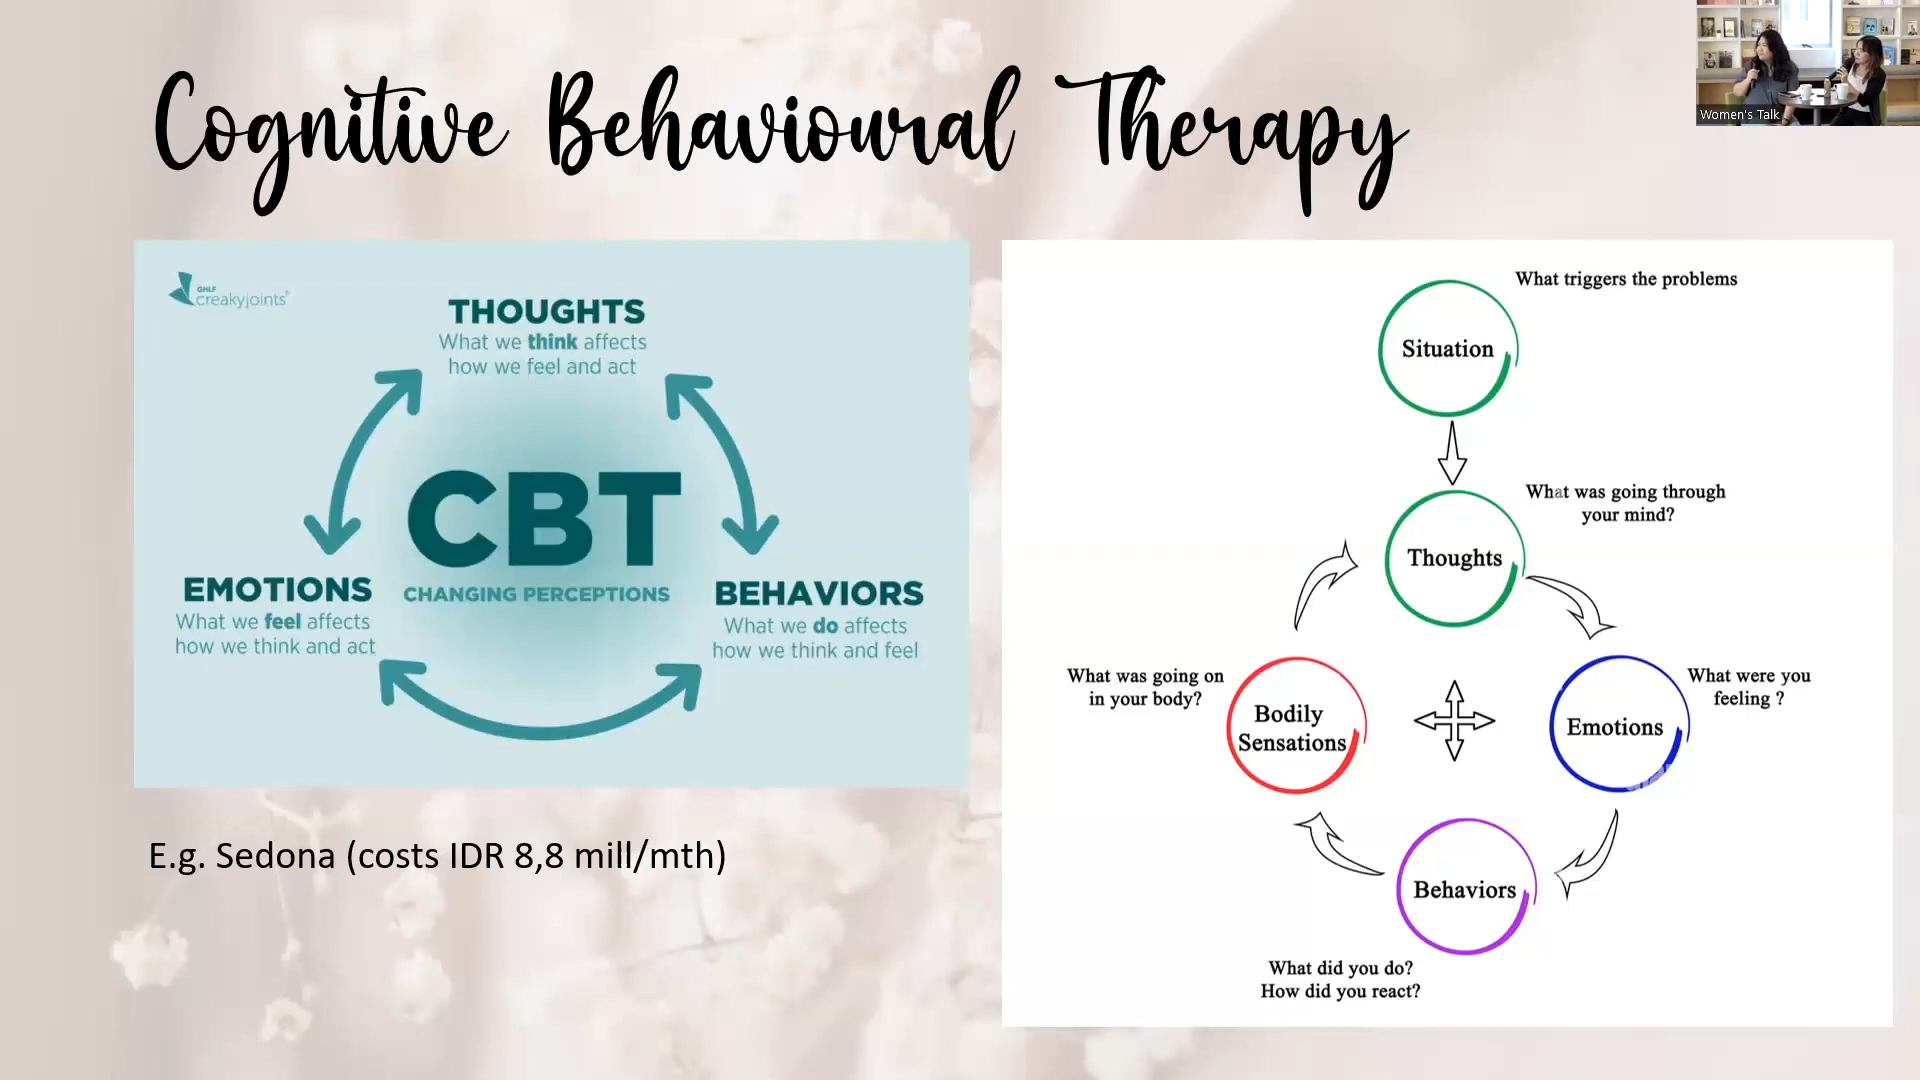 Cognitive Behavioural Therapy
Women's Talk
GHLF
creakyjoints®
THOUGHTS
What we think affects
how we feel and act
CBT
CHANGING PERCEPTIONS
EMOTIONS
What we feel affects
how we think and act
BEHAVIORS
What we do affects
how we think and feel
E.g. Sedona (costs IDR 8,8 mill/mth)
What triggers the problems
Situation
What was going through
your mind?
Thoughts
What was going on
in your body?
Bodily
Sensations
What were you
feeling ?
Emotions
Behaviors
What did you do?
How did you react?